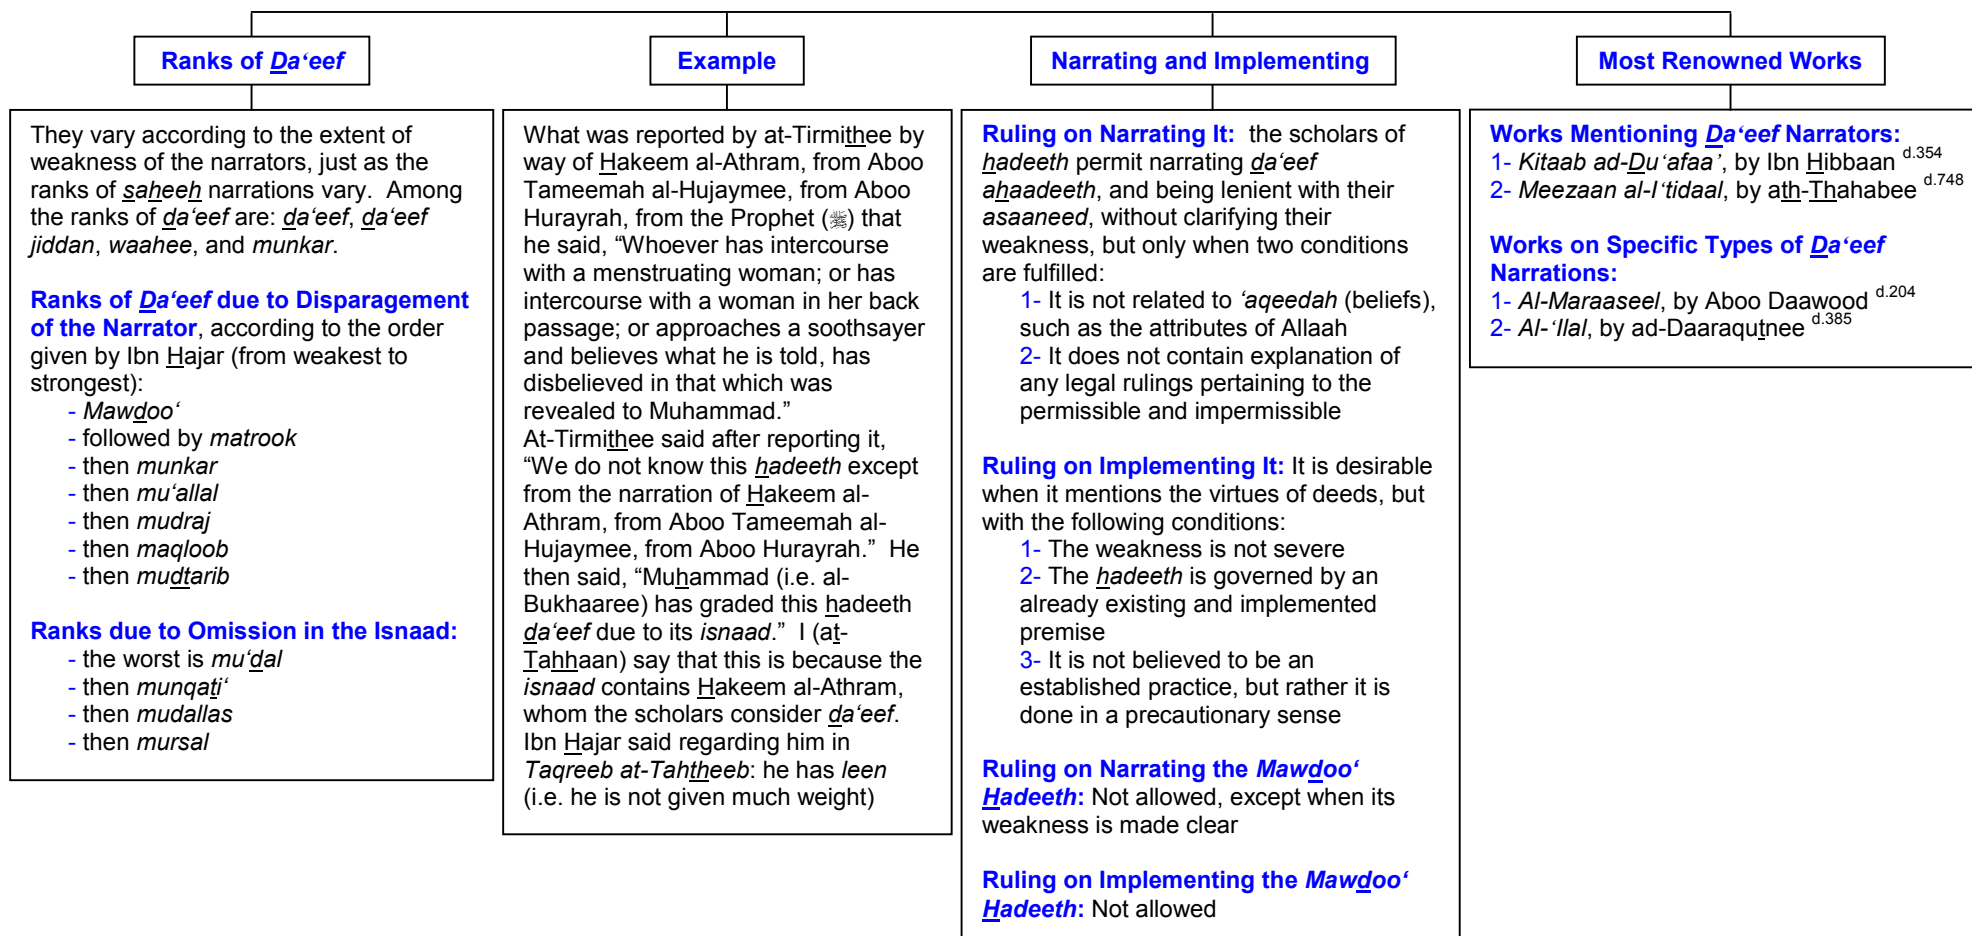 Ranks of Da‘eef
They vary according to the extent of
weakness of the narrators, just as the
ranks of saheeh narrations vary.  Among
the ranks of da‘eef are: da‘eef, da‘eef
jiddan, waahee, and munkar.
Ranks of Da‘eef due to Disparagement
of the Narrator, according to the order
given by Ibn Hajar (from weakest to
strongest):
- Mawdoo‘
- followed by matrook
- then munkar
- then mu‘allal
- then mudraj
- then maqloob
- then mudtarib
Ranks due to Omission in the Isnaad:
- the worst is mu‘dal
- then munqati‘
- then mudallas
- then mursal
Example
What was reported by at-Tirmithee by
way of Hakeem al-Athram, from Aboo
Tameemah al-Hujaymee, from Aboo
Hurayrah, from the Prophet (ﷺ) that
he said, “Whoever has intercourse
with a menstruating woman; or has
intercourse with a woman in her back
passage; or approaches a soothsayer
and believes what he is told, has
disbelieved in that which was
revealed to Muhammad.”
At-Tirmithee said after reporting it,
“We do not know this hadeeth except
from the narration of Hakeem al-
Athram, from Aboo Tameemah al-
Hujaymee, from Aboo Hurayrah.”  He
then said, “Muhammad (i.e. al-
Bukhaaree) has graded this hadeeth
da‘eef due to its isnaad.”  I (at-
Tahhaan) say that this is because the
isnaad contains Hakeem al-Athram,
whom the scholars consider da‘eef.
Ibn Hajar said regarding him in
Taqreeb at-Tahtheeb: he has leen
(i.e. he is not given much weight)
Narrating and Implementing
Ruling on Narrating It:  the scholars of
hadeeth permit narrating da‘eef
ahaadeeth, and being lenient with their
asaaneed, without clarifying their
weakness, but only when two conditions
are fulfilled:
1- It is not related to ‘aqeedah (beliefs),
such as the attributes of Allaah
2- It does not contain explanation of
any legal rulings pertaining to the
permissible and impermissible
Ruling on Implementing It: It is desirable
when it mentions the virtues of deeds, but
with the following conditions:
1- The weakness is not severe
2- The hadeeth is governed by an
already existing and implemented
premise
3- It is not believed to be an
established practice, but rather it is
done in a precautionary sense
Ruling on Narrating the Mawdoo‘
Hadeeth: Not allowed, except when its
weakness is made clear
Ruling on Implementing the Mawdoo‘
Hadeeth: Not allowed
Most Renowned Works
Works Mentioning Da‘eef Narrators:
1- Kitaab ad-Du‘afaa’, by Ibn Hibbaan d.354
2- Meezaan al-I‘tidaal, by ath-Thahabee d.748
Works on Specific Types of Da‘eef
Narrations:
1- Al-Maraaseel, by Aboo Daawood d.204
2- Al-‘Ilal, by ad-Daaraqutnee d.385